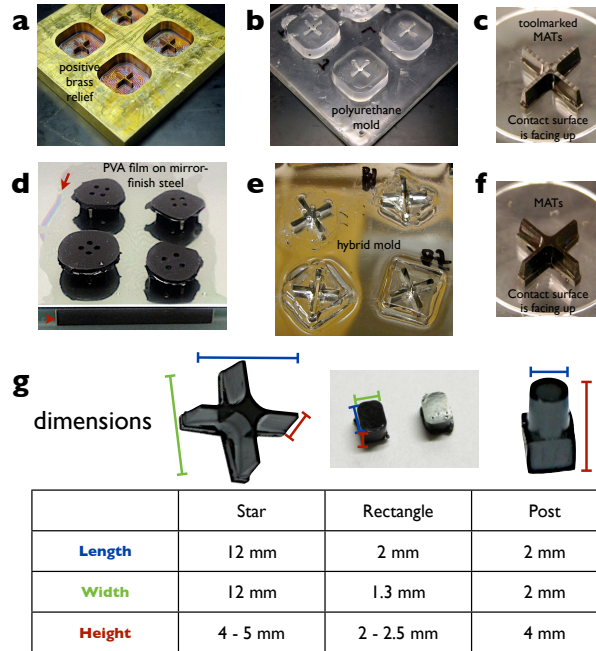 a
b
c
positive
brass
relief
polyurethane
mold
toolmarked
MATs
Contact surface
is facing up
d
e
f
PVA film on mirror-
finish steel
hybrid mold
MATs
Contact surface
is facing up
g
dimensions
Star Rectangle Post
Length 12 mm 2 mm 2 mm
Width 12 mm 1.3 mm 2 mm
Height 4 - 5 mm 2 - 2.5 mm 4 mm